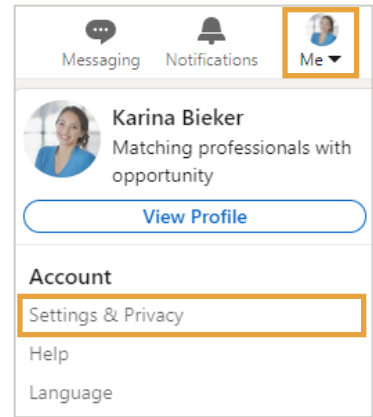 Messaging Notifications Me
Karina Bieker
Matching professionals with
opportunity
View Profile
Account
Settings & Privacy
Help
Language